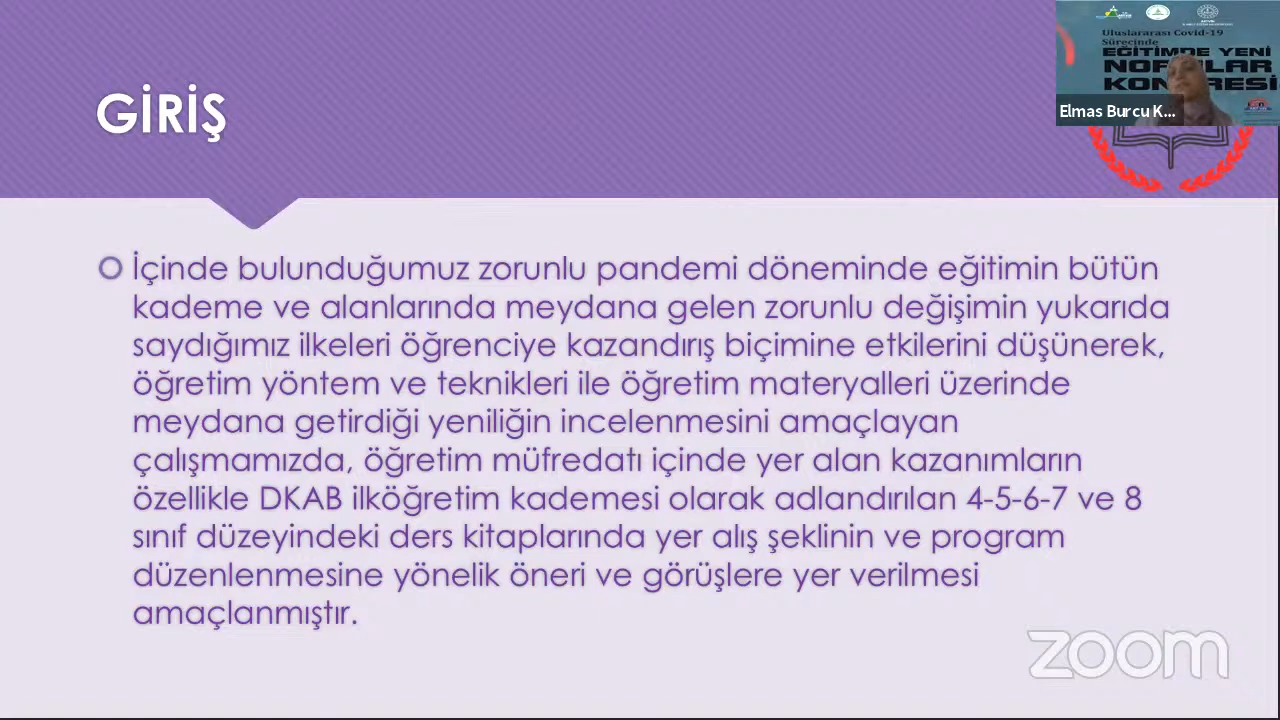 GİRİŞ
Uluslararası Covid-19
Sürecinde
EĞİTİMDE YENİ
Elmas Burcu K...
İçinde bulunduğumuz zorunlu pandemi döneminde eğitimin bütün
kademe ve alanlarında meydana gelen zorunlu değişimin yukarıda
saydığımız ilkeleri öğrenciye kazandırış biçimine etkilerini düşünerek,
öğretim yöntem ve teknikleri ile öğretim materyalleri üzerinde
meydana getirdiği yeniliğin incelenmesini amaçlayan
çalışmamızda, öğretim müfredatı içinde yer alan kazanımların
özellikle DKAB ilköğretim kademesi olarak adlandırılan 4-5-6-7 ve 8
sınıf düzeyindeki ders kitaplarında yer alış şeklinin ve program
düzenlenmesine yönelik öneri ve görüşlere yer verilmesi
amaçlanmıştır.
zoom